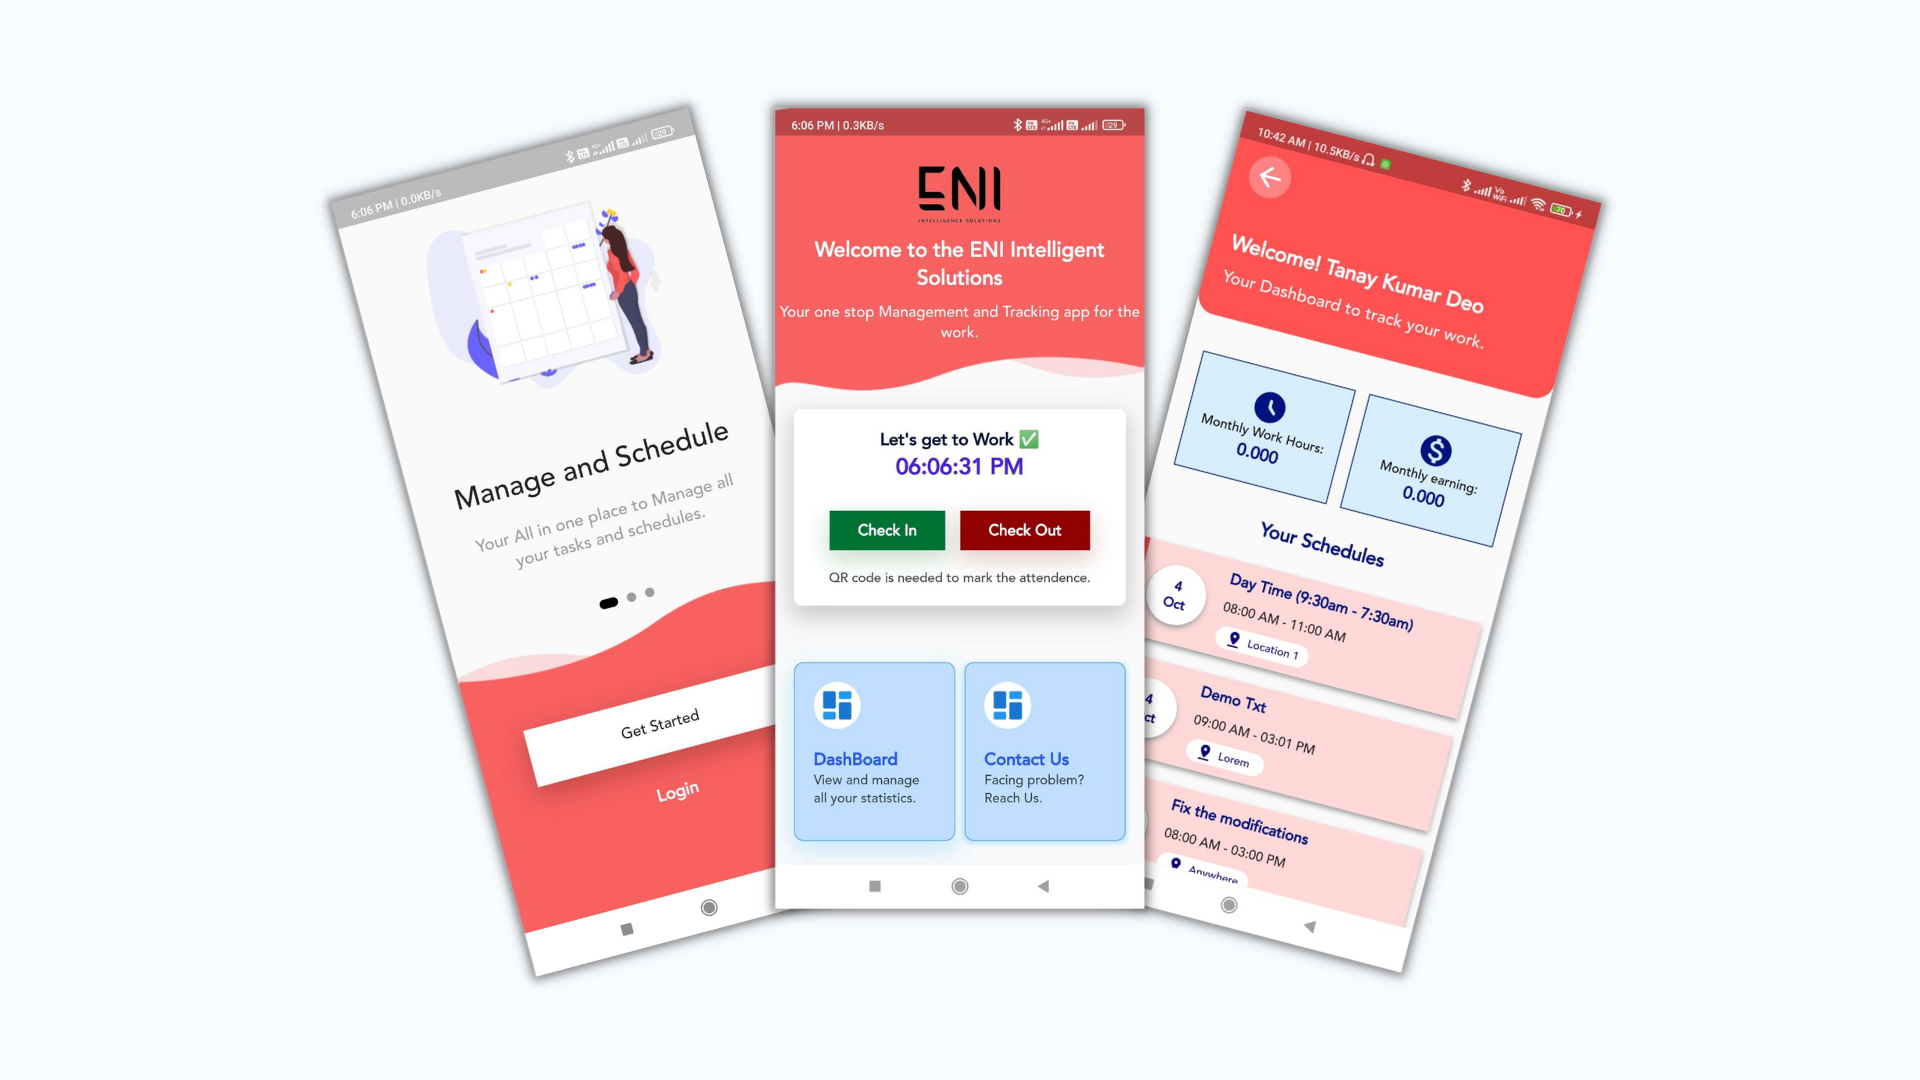 6:06 PM | 0.0KB/s
29
Manage and Schedule
Your All in one place to Manage all
your tasks and schedules.
Get Started
Login
6:06 PM | 0.3KB/s
29
ENI
INTELLIGENCE SOLUTIONS
Welcome to the ENI Intelligent
Solutions
Your one stop Management and Tracking app for the
work.
Let's get to Work ✅
06:06:31 PM
Check In
Check Out
QR code is needed to mark the attendence.
DashBoard
View and manage
all your statistics.
Contact Us
Facing problem?
Reach Us.
10:42 AM | 10.5KB/s
Vo
WiFi
70
Welcome! Tanay Kumar Deo
Your Dashboard to track your work.
Monthly Work Hours:
0.000
Monthly earning:
0.000
Your Schedules
4
Oct
Day Time (9:30am - 7:30am)
08:00 AM - 11:00 AM
Location 1
4
ct
Demo Txt
09:00 AM - 03:01 PM
Lorem
Fix the modifications
08:00 AM - 03:00 PM
Anywhere